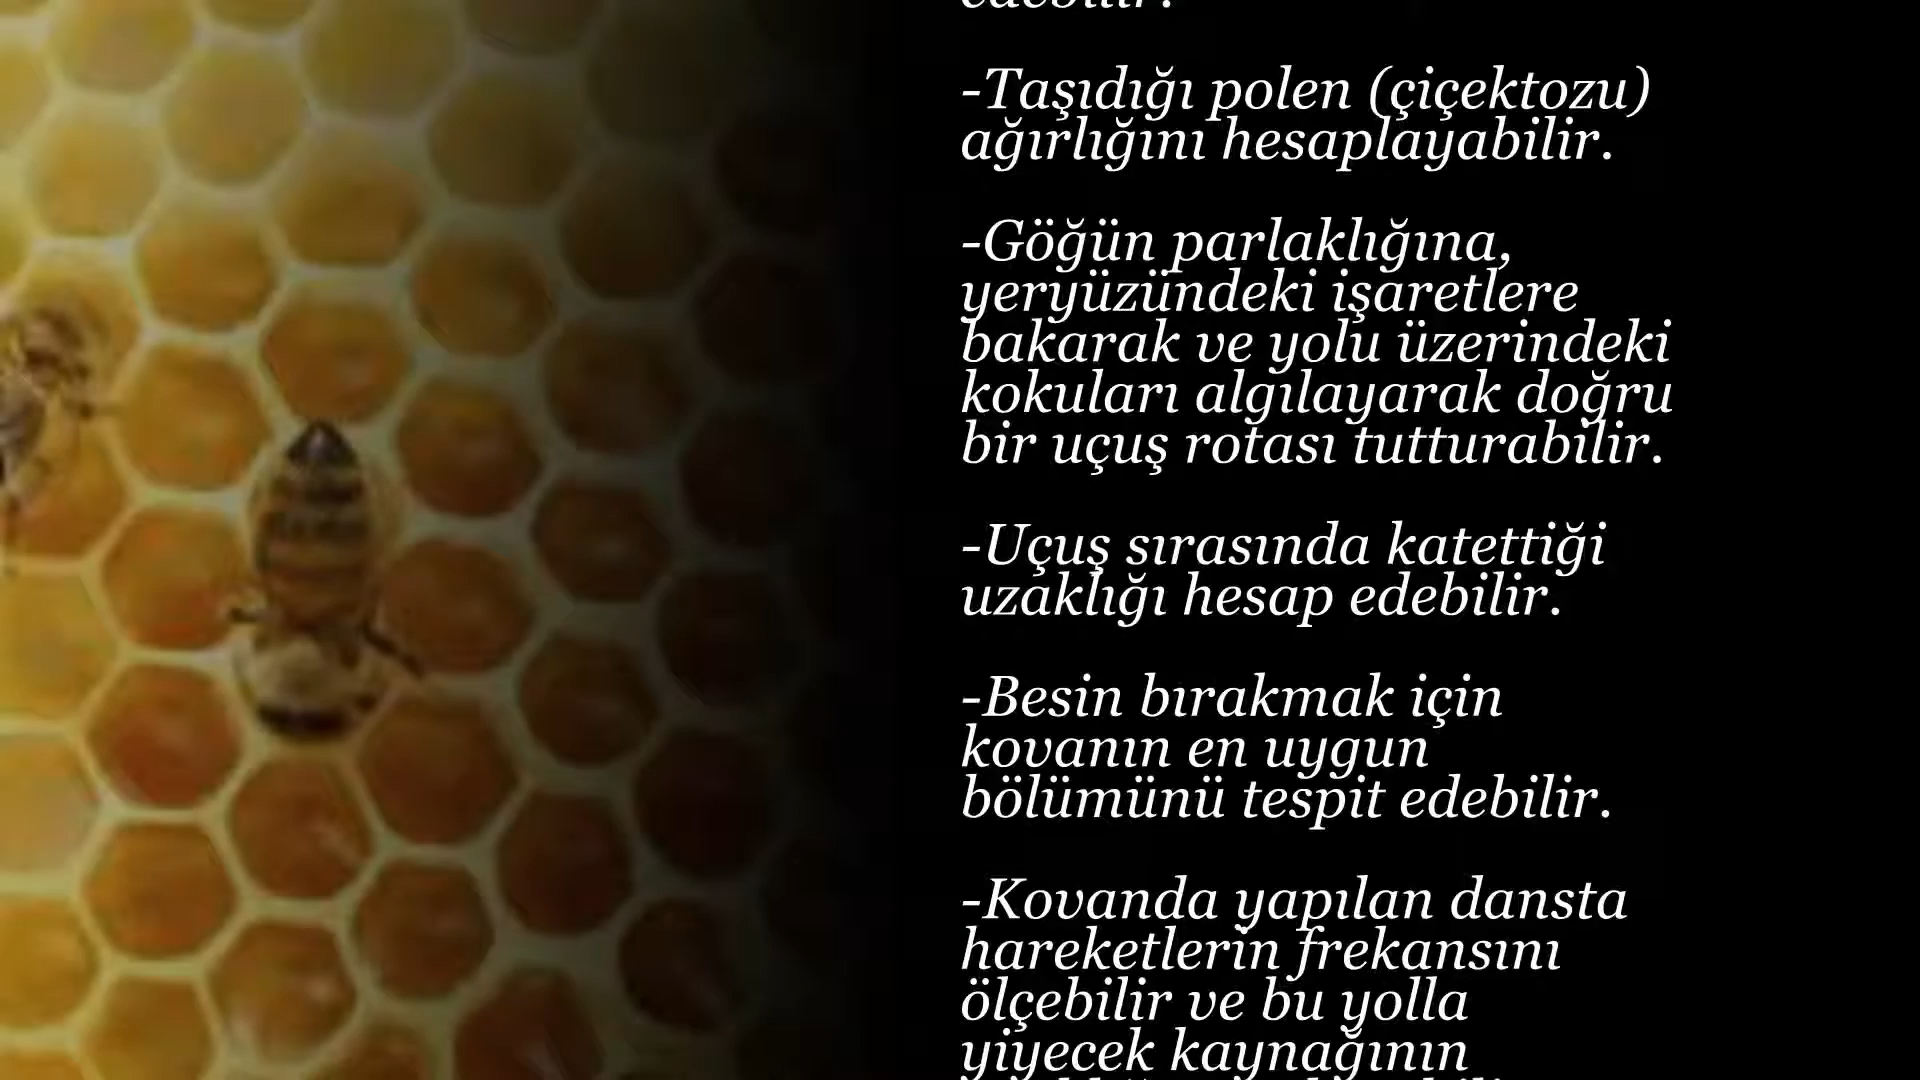 edebilir.
-Taşıdığı polen (çiçektozu)
ağırlığını hesaplayabilir.
-Göğün parlaklığına,
yeryüzündeki işaretlere
bakarak ve yolu üzerindeki
kokuları algılayarak doğru
bir uçuş rotası tutturabilir.
-Uçuş sırasında katettiği
uzaklığı hesap edebilir.
-Besin bırakmak için
kovanın en uygun
bölümünü tespit edebilir.
-Kovanda yapılan dansta
hareketlerin frekansını
ölçebilir ve bu yolla
yiyecek kaynağının